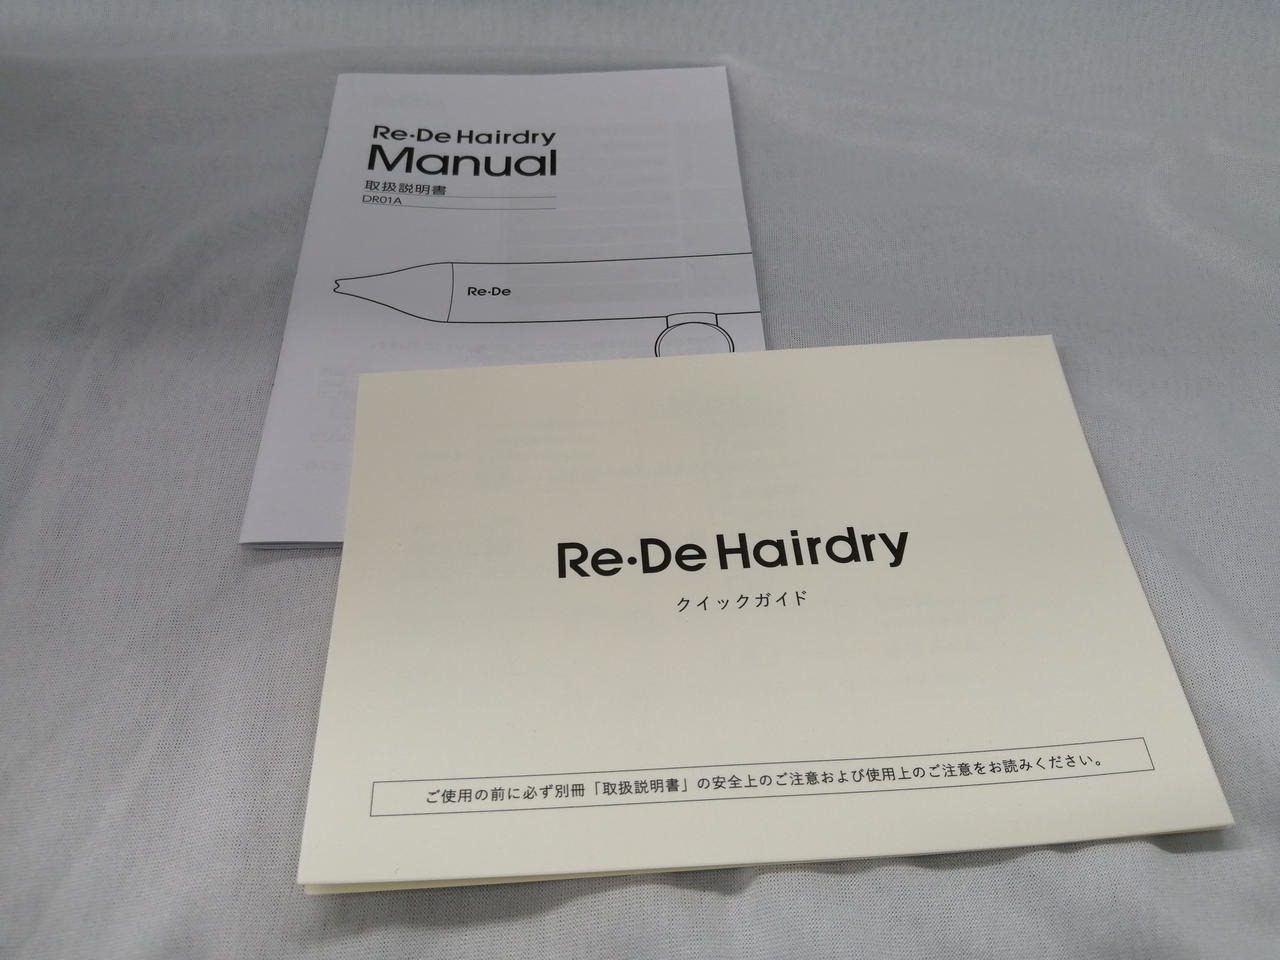 Re·De Hairdry
Manual
取扱説明書
DR01A
Re·De
Re·De Hairdry
クイックガイド
ご使用の前に必ず別冊「取扱説明書」の安全上のご注意および使用上のご注意をお読みください。